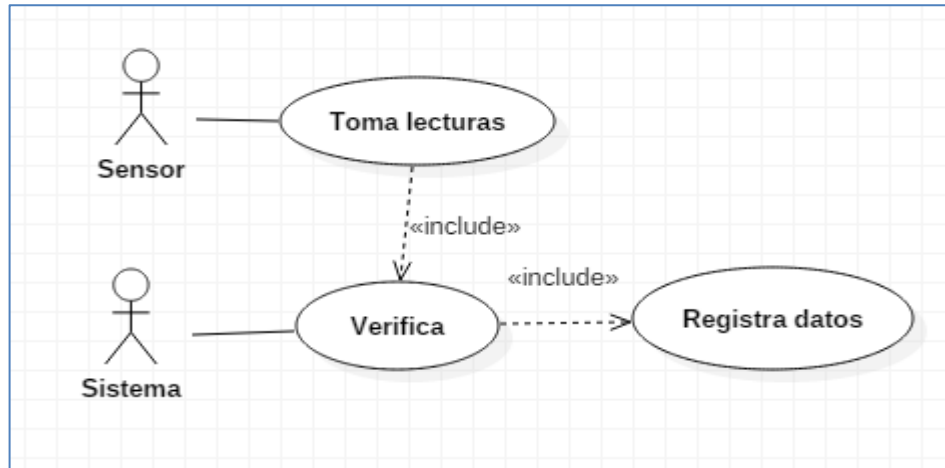 Toma lecturas
Sensor
«include»
«include»
Verifica
Registra datos
Sistema